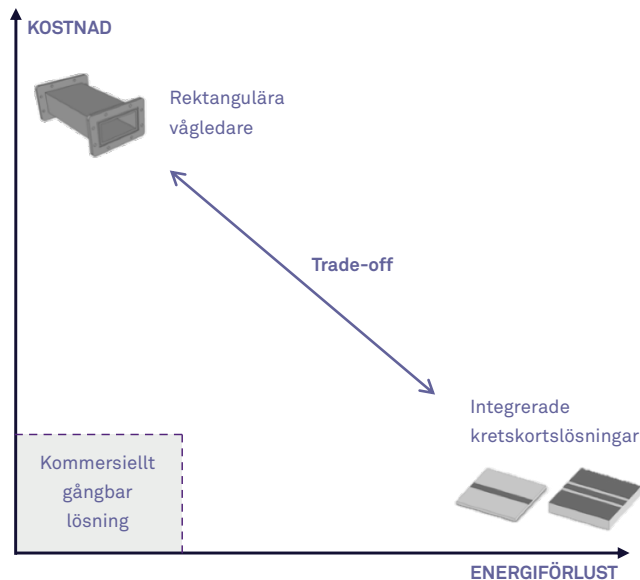 KOSTNAD
Rektangulära
vågledare
Trade-off
Integrerade
kretskortslösningar
Kommersiellt
gångbar
lösning
ENERGIFÖRLUST